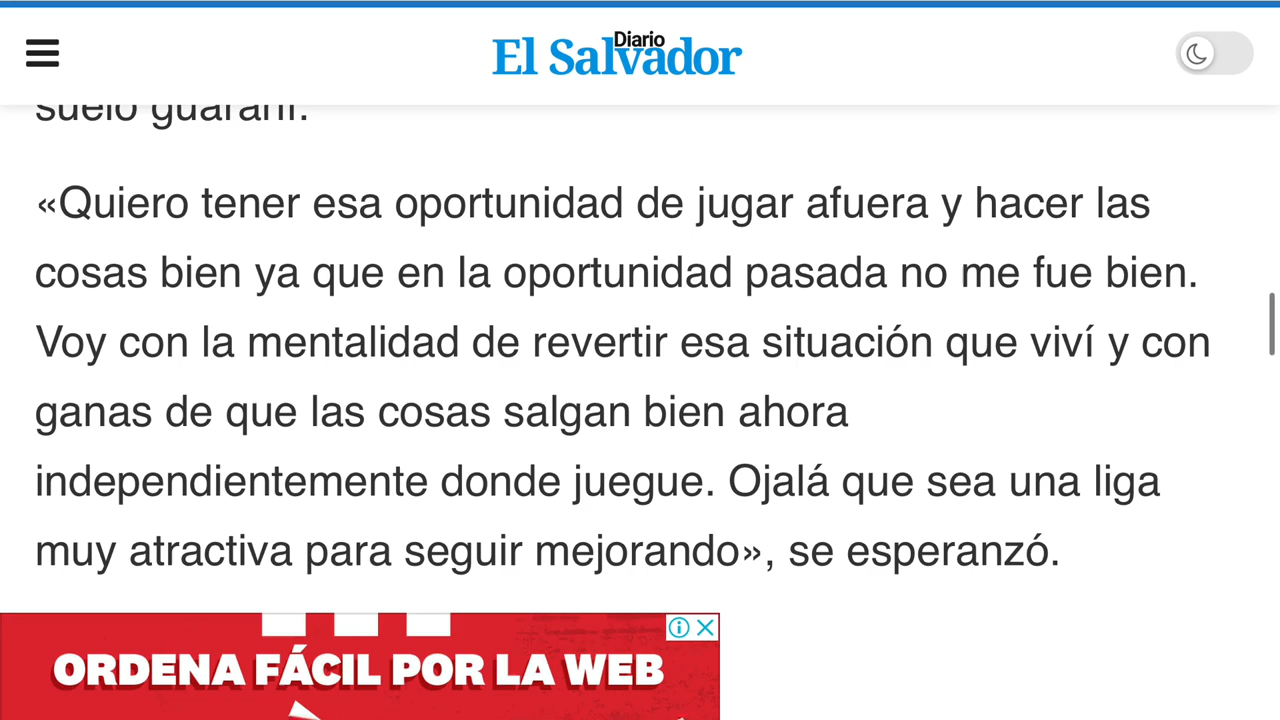 Diario
El Salvador
suelo guaraní.
«Quiero tener esa oportunidad de jugar afuera y hacer las
cosas bien ya que en la oportunidad pasada no me fue bien.
Voy con la mentalidad de revertir esa situación que viví y con
ganas de que las cosas salgan bien ahora
independientemente donde juegue. Ojalá que sea una liga
muy atractiva para seguir mejorando», se esperanzó.
ORDENA FÁCIL POR LA WEB